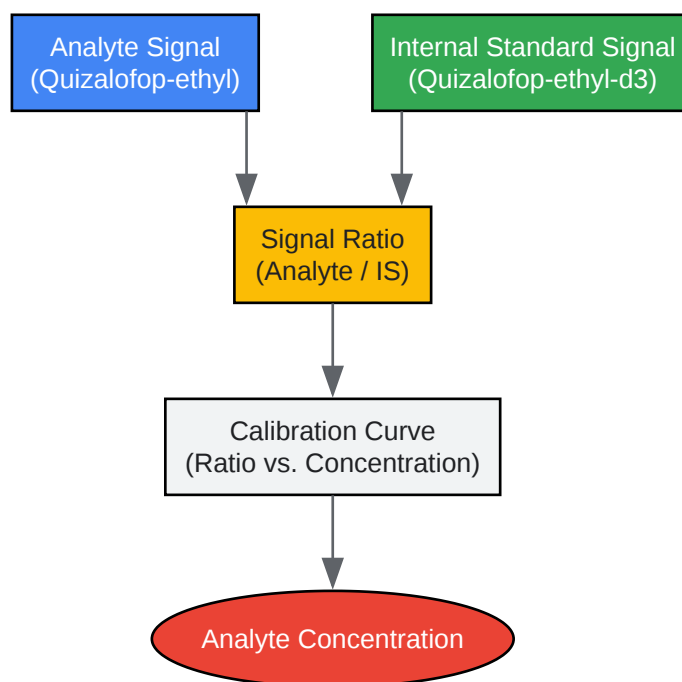 Analyte Signal
(Quizalofop-ethyl)
Internal Standard Signal
(Quizalofop-ethyl-d3)
Signal Ratio
(Analyte / IS)
Calibration Curve
(Ratio vs. Concentration)
Analyte Concentration